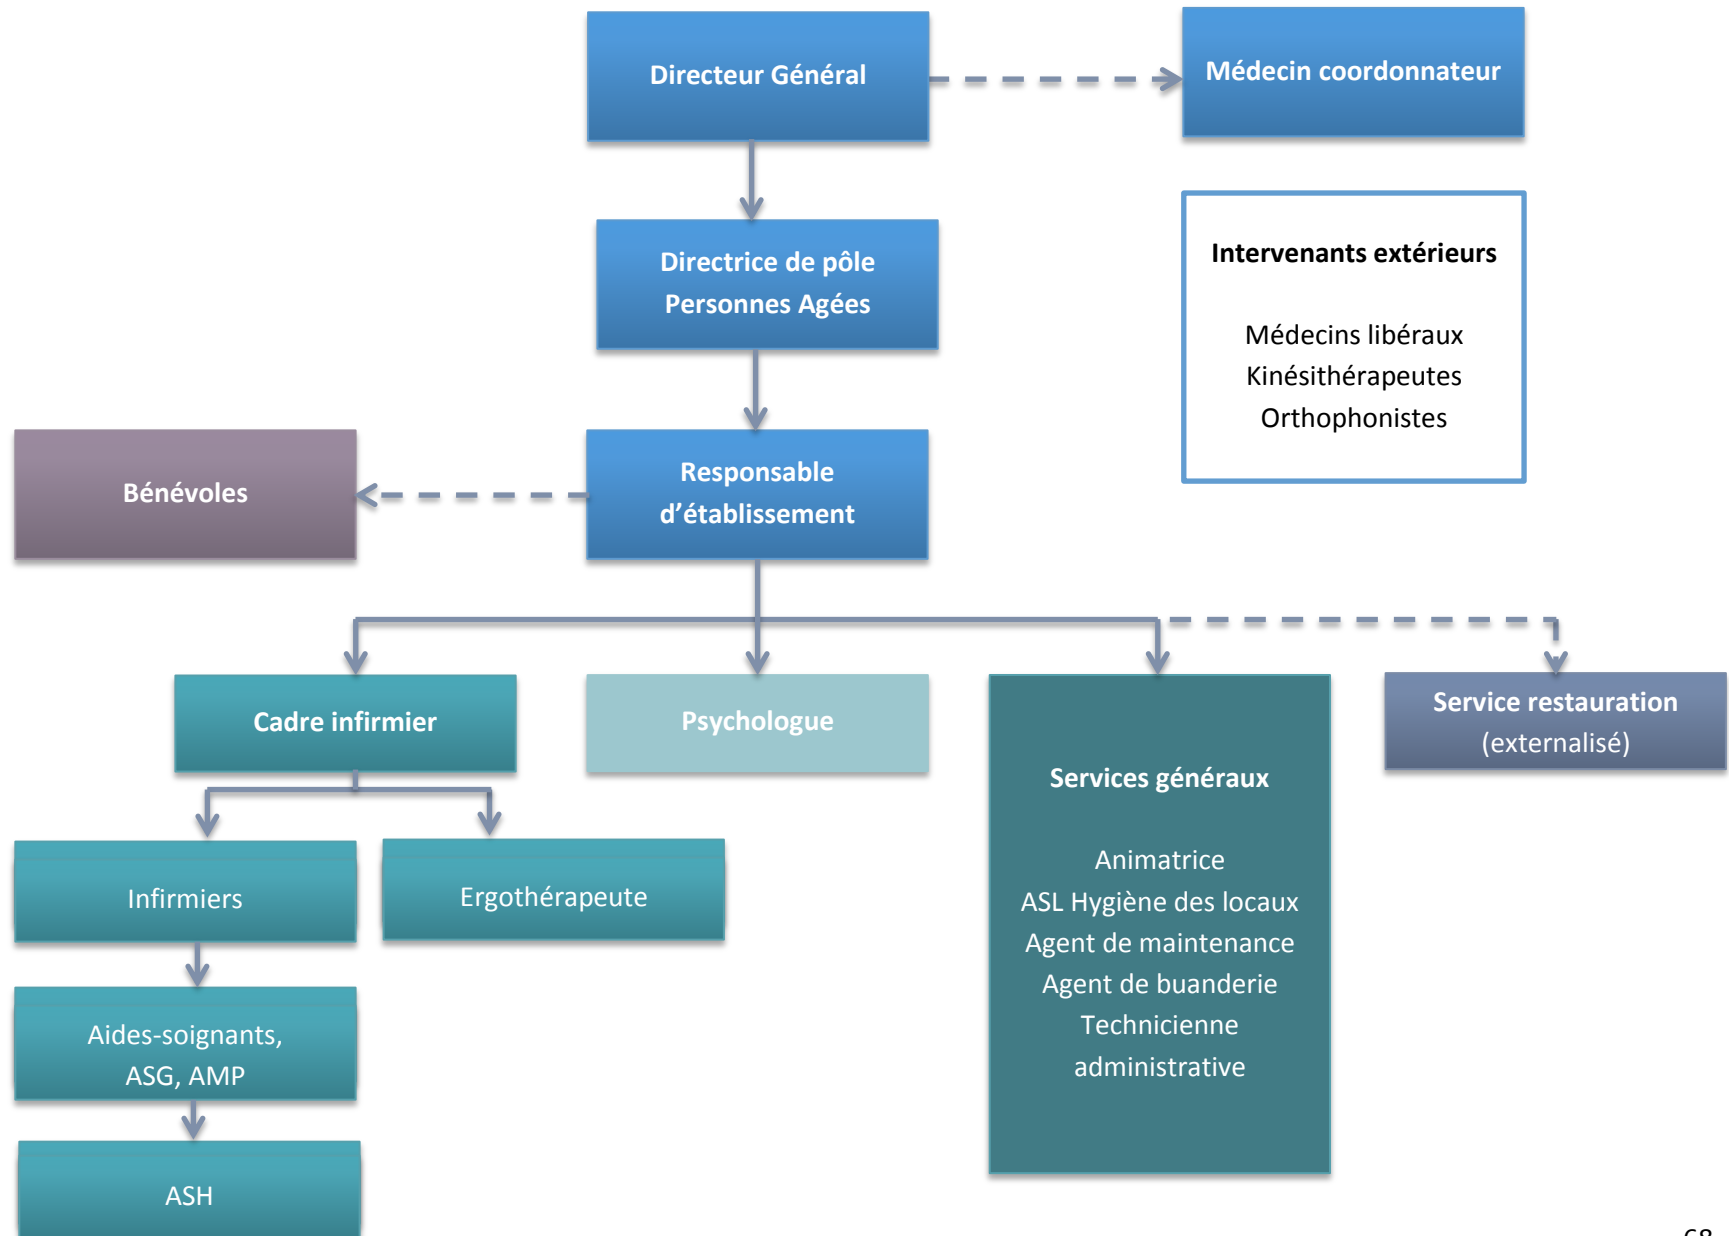 Directeur Général
Médecin coordonnateur
Directrice de pôle
Personnes Agées
Intervenants extérieurs
Médecins libéraux
Kinésithérapeutes
Orthophonistes
Bénévoles
Responsable
d’établissement
Cadre infirmier
Psychologue
Services généraux
Animatrice
ASL Hygiène des locaux
Agent de maintenance
Agent de buanderie
Technicienne
administrative
Service restauration
(externalisé)
Infirmiers
Ergothérapeute
Aides-soignants,
ASG, AMP
ASH
68